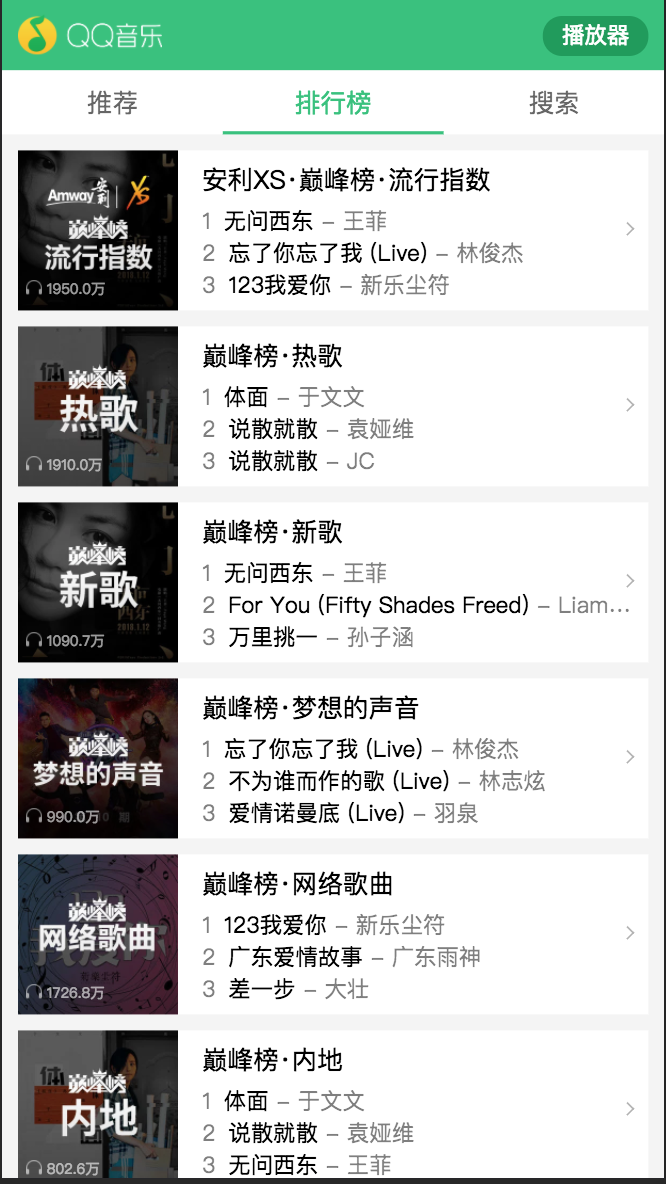 QQ音乐
播放器
推荐
排行榜
搜索
Amway 安利 XS
巅峰榜
流行指数
1950.0万
安利XS·巅峰榜·流行指数
1 无问西东 – 王菲
2 忘了你忘了我 (Live) – 林俊杰
3 123我爱你 – 新乐尘符
巅峰榜
热歌
1910.0万
巅峰榜·热歌
1 体面 – 于文文
2 说散就散 – 袁娅维
3 说散就散 – JC
巅峰榜
新歌
1090.7万
巅峰榜·新歌
1 无问西东 – 王菲
2 For You (Fifty Shades Freed) – Liam...
3 万里挑一 – 孙子涵
巅峰榜
梦想的声音
990.0万
巅峰榜·梦想的声音
1 忘了你忘了我 (Live) – 林俊杰
2 不为谁而作的歌 (Live) – 林志炫
3 爱情诺曼底 (Live) – 羽泉
巅峰榜
网络歌曲
1726.8万
巅峰榜·网络歌曲
1 123我爱你 – 新乐尘符
2 广东爱情故事 – 广东雨神
3 差一步 – 大壮
巅峰榜
内地
802.6万
巅峰榜·内地
1 体面 – 于文文
2 说散就散 – 袁娅维
3 无问西东 – 王菲